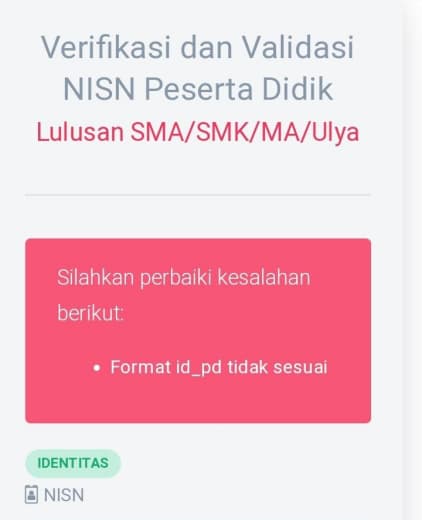 Verifikasi dan Validasi
NISN Peserta Didik
Lulusan SMA/SMK/MA/Ulya
Silahkan perbaiki kesalahan
berikut:
• Format id_pd tidak sesuai
IDENTITAS
NISN